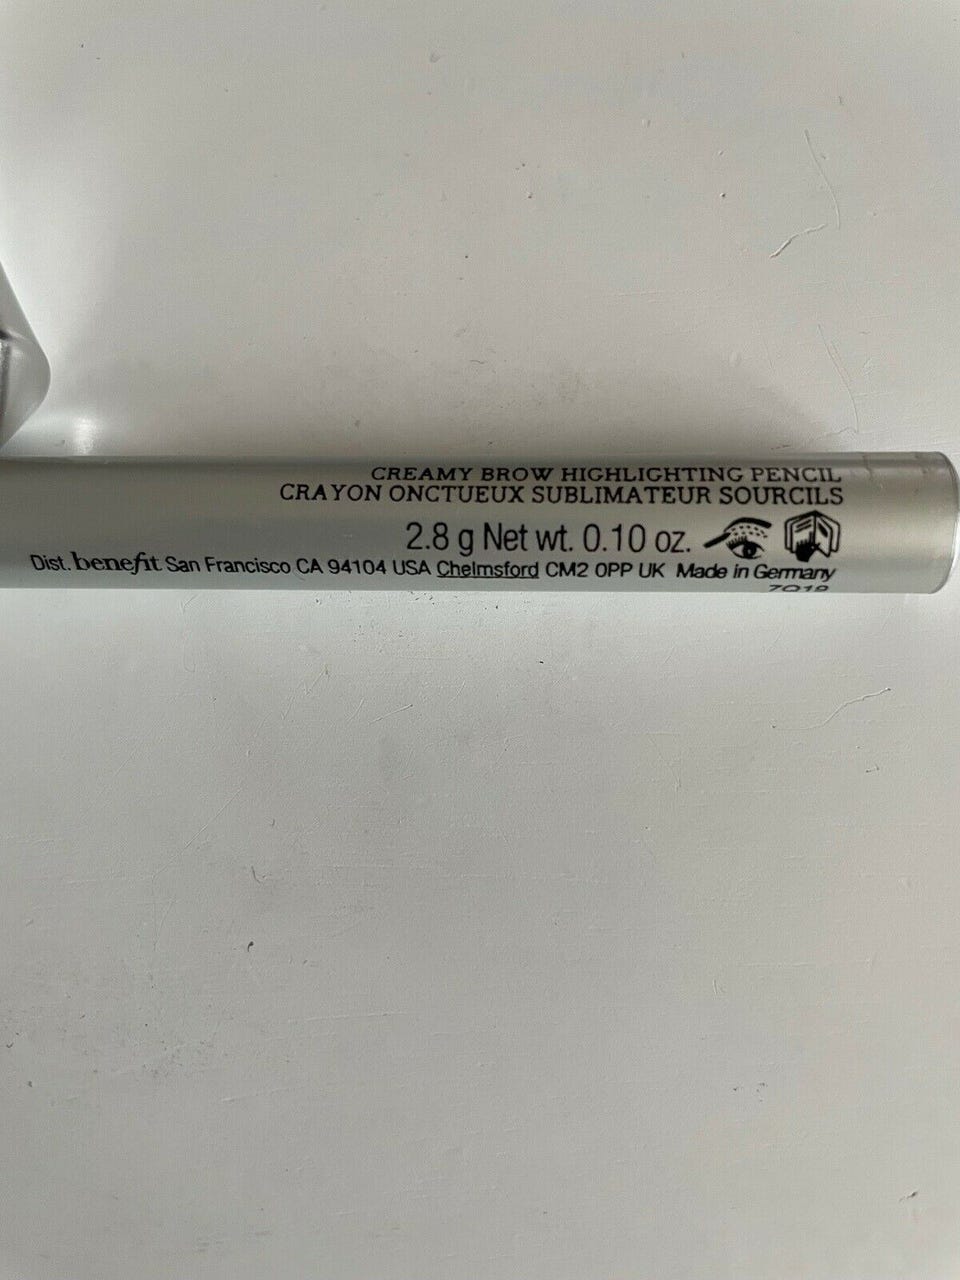 CREAMY BROW HIGHLIGHTING PENCIL
CRAYON ONCTUEUX SUBLIMATEUR SOURCILS
2.8 g Net wt. 0.10 oz.
Dist. benefit San Francisco CA 94104 USA Chelmsford CM2 0PP UK Made in Germany